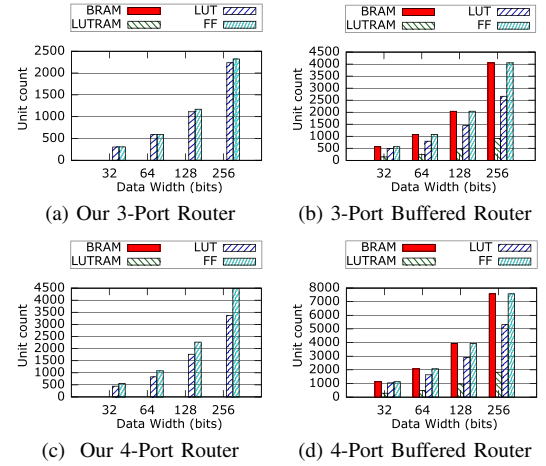 BRAM LUT
LUTRAM FF
2500
2000
1500
1000
500
0
Unit count
32 64 128 256
Data Width (bits)
(a) Our 3-Port Router
BRAM LUT
LUTRAM FF
4500
4000
3500
3000
2500
2000
1500
1000
500
0
Unit count
32 64 128 256
Data Width (bits)
(b) 3-Port Buffered Router
BRAM LUT
LUTRAM FF
4500
4000
3500
3000
2500
2000
1500
1000
500
0
Unit count
32 64 128 256
Data Width (bits)
(c) Our 4-Port Router
BRAM LUT
LUTRAM FF
8000
7000
6000
5000
4000
3000
2000
1000
0
Unit count
32 64 128 256
Data Width (bits)
(d) 4-Port Buffered Router